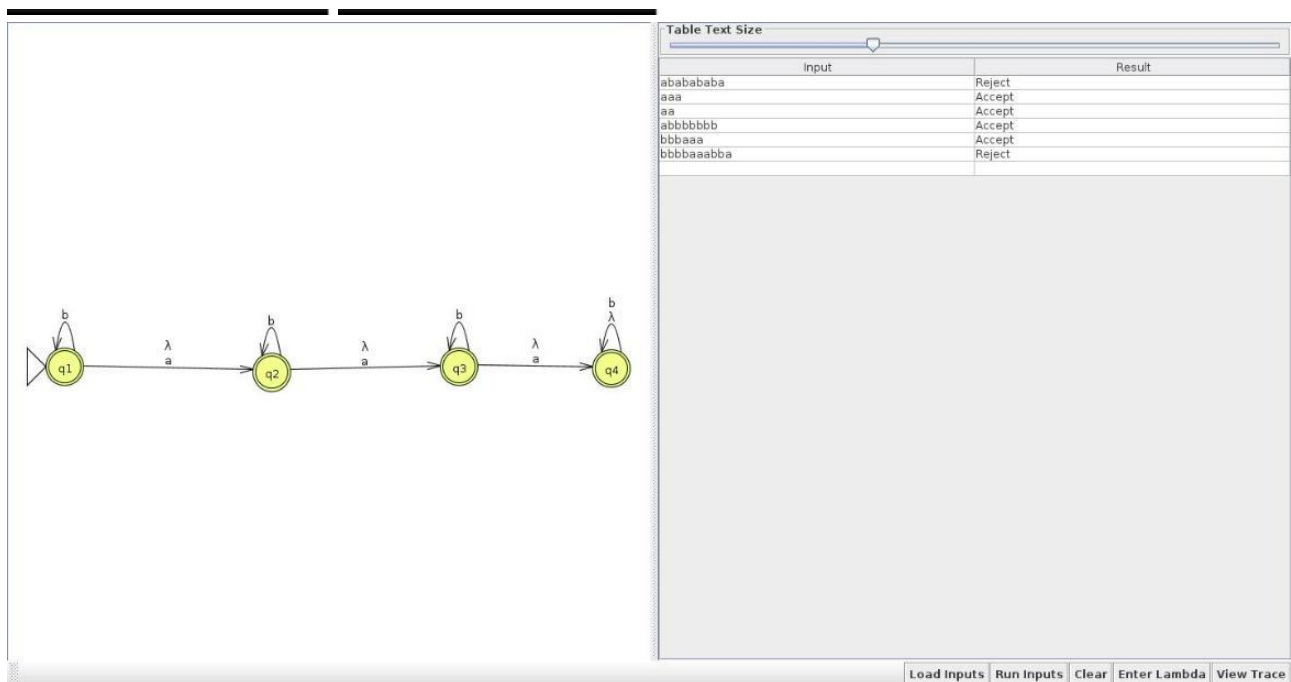 Table Text Size
Input Result
ababababa Reject
aaa Accept
aa Accept
abbbbbbb Accept
bbbaaa Accept
bbbbaaabba Reject
b b b b
λ
λ λ λ
a a a
q1 q2 q3 q4
Load Inputs Run Inputs Clear Enter Lambda View Trace